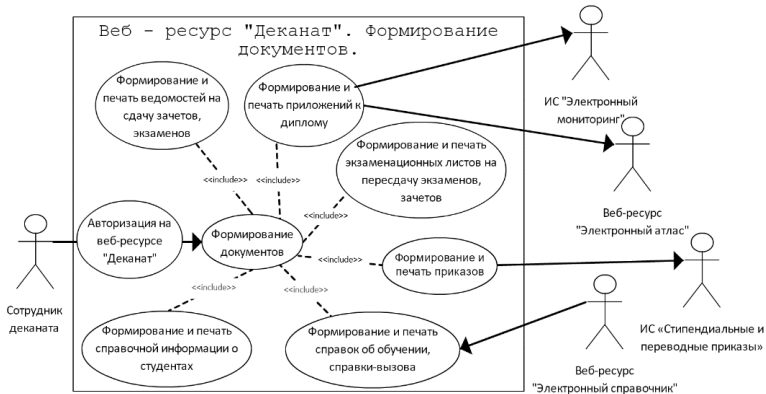 Веб - ресурс "Деканат". Формирование
документов.
Формирование и
печать ведомостей на
сдачу зачетов,
экзаменов
Формирование и
печать приложений к
диплому
ИС "Электронный
мониторинг"
Формирование и печать
экзаменационных листов на
пересдачу экзаменов,
зачетов
<<include>>
<<include>>
Веб-ресурс
"Электронный атлас"
Авторизация на
веб-ресурсе
"Деканат"
Формирование
документов
<<include>>
<<include>>
Формирование и
печать приказов
<<include>>
<<include>>
Сотрудник
деканата
ИС «Стипендиальные и
переводные приказы»
Формирование и печать
справочной информации о
студентах
Формирование и печать
справок об обучении,
справки-вызова
Веб-ресурс
"Электронный справочник"